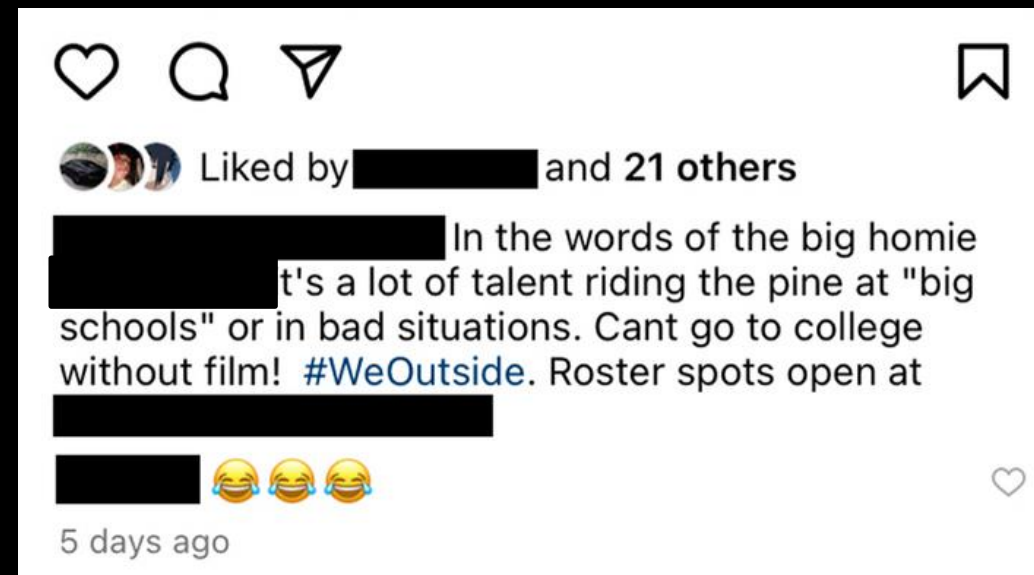 Liked by and 21 others
In the words of the big homie
t's a lot of talent riding the pine at "big
schools" or in bad situations. Cant go to college
without film! #WeOutside. Roster spots open at
😂😂😂
5 days ago